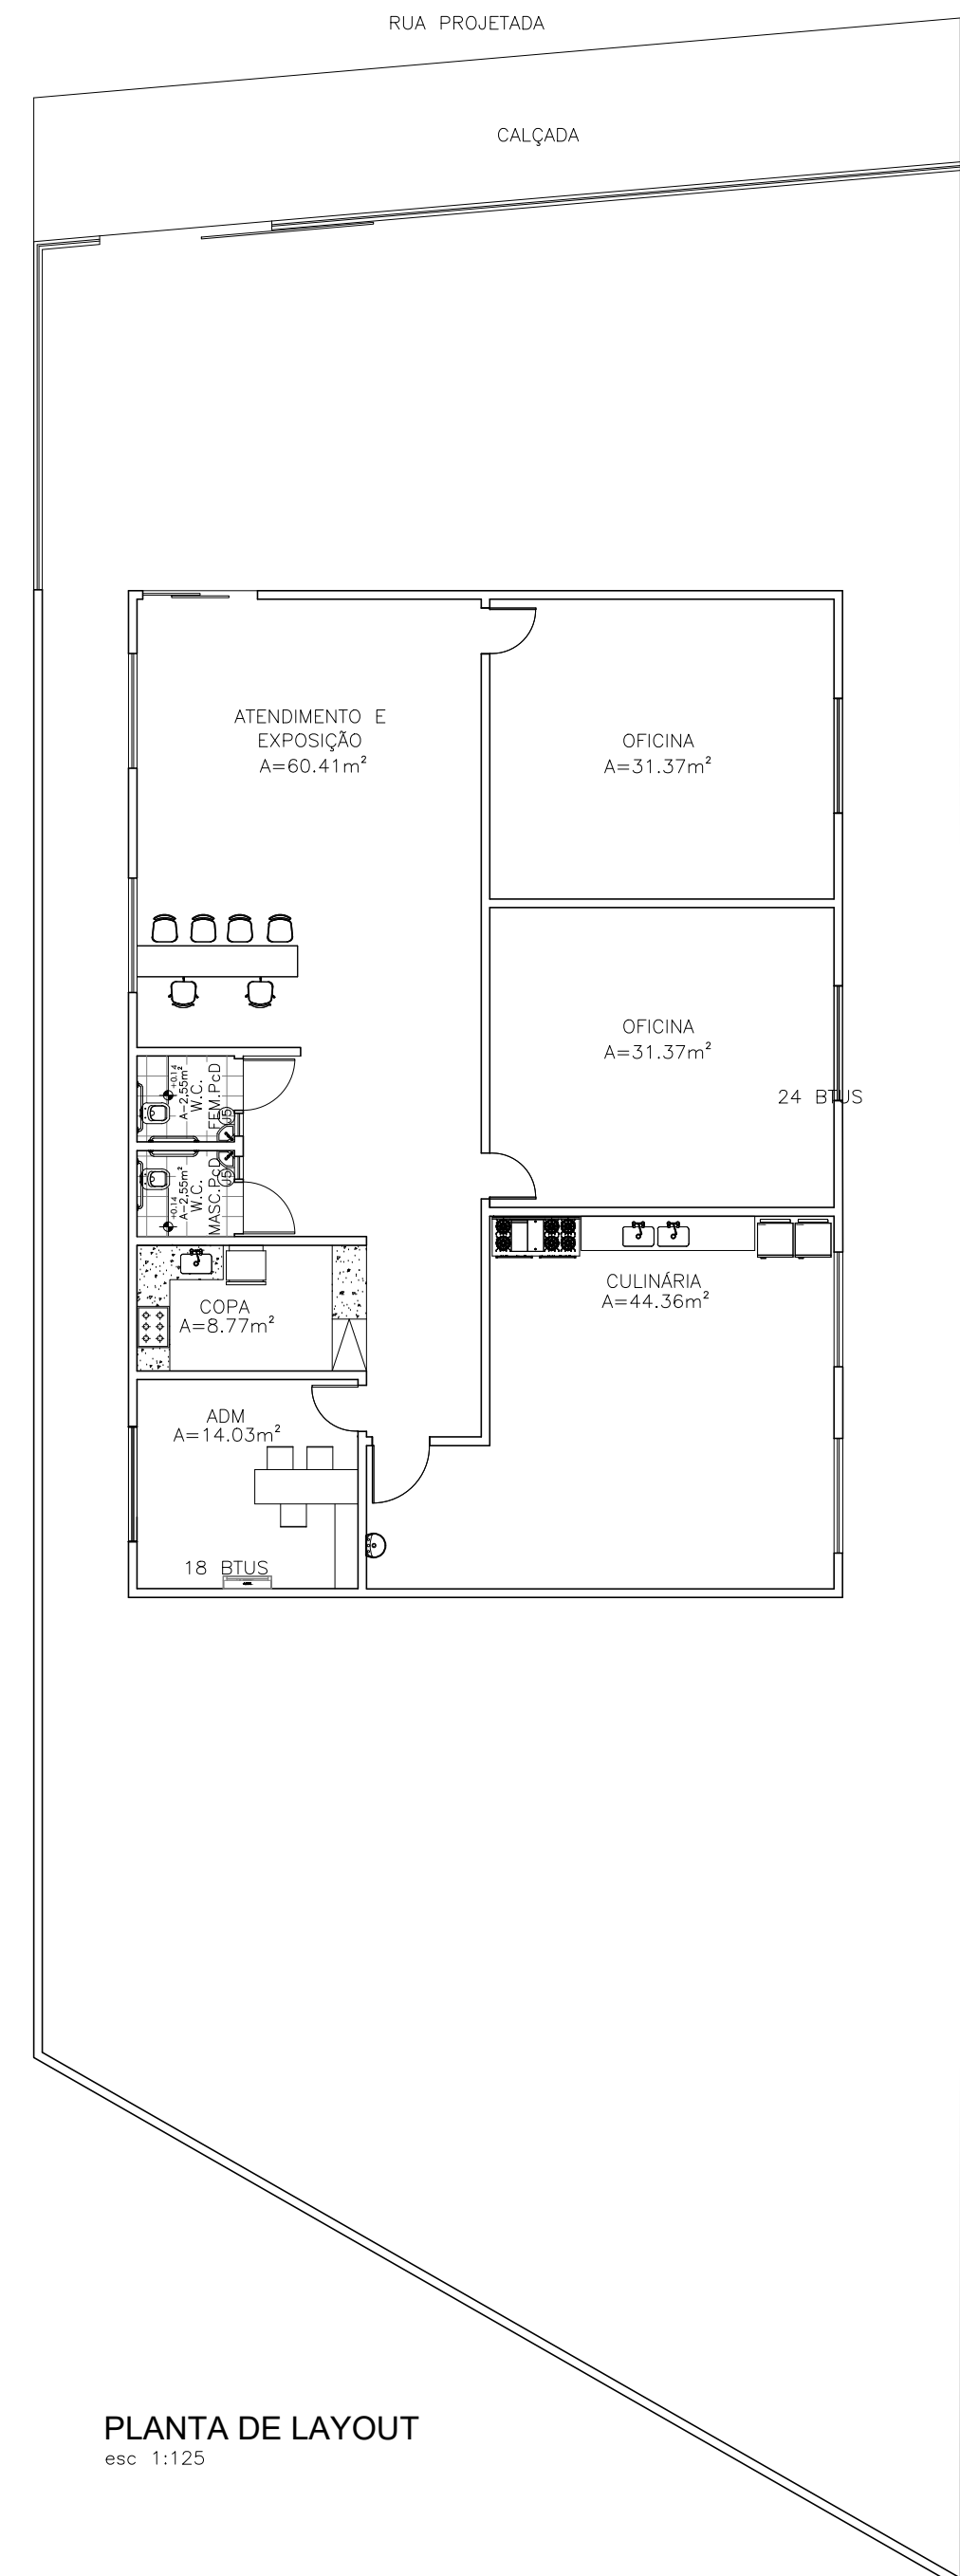 RUA PROJETADA
CALÇADA
ATENDIMENTO E
EXPOSIÇÃO
A=60.41m²
OFICINA
A=31.37m²
OFICINA
A=31.37m²
24 BTUS
+0.14
A=2.55m²
W.C.
FEM.PcD
J5
+0.14
A=2.55m²
W.C.
MASC.PcD
J5
COPA
A=8.77m²
CULINÁRIA
A=44.36m²
ADM
A=14.03m²
18 BTUS
PLANTA DE LAYOUT
esc 1:125